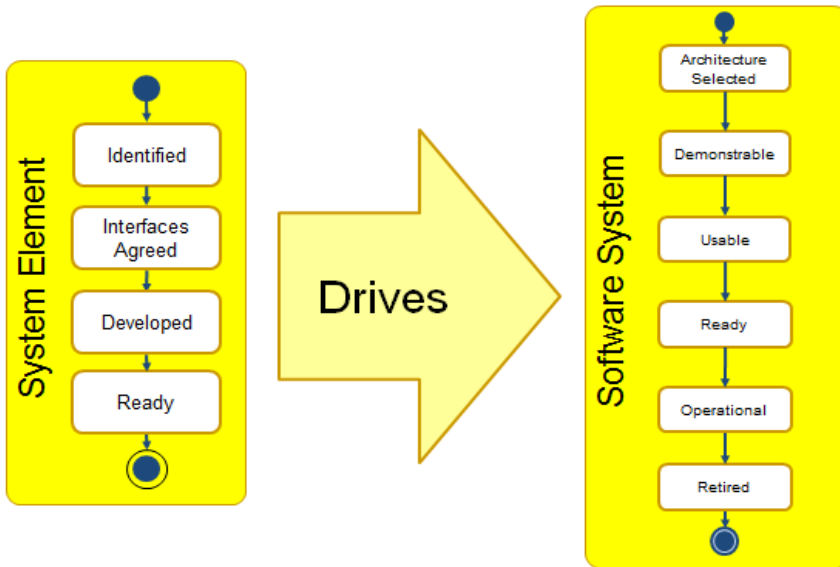 System Element
Identified
Interfaces
Agreed
Developed
Ready
Drives
Software System
Architecture
Selected
Demonstrable
Usable
Ready
Operational
Retired